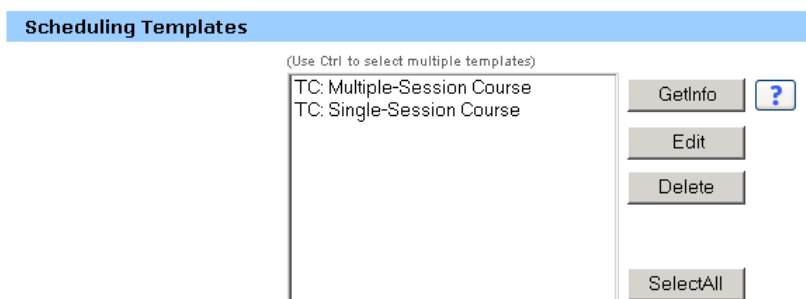 Scheduling Templates
(Use Ctrl to select multiple templates)
TC: Multiple-Session Course
TC: Single-Session Course
GetInfo
?
Edit
Delete
SelectAll